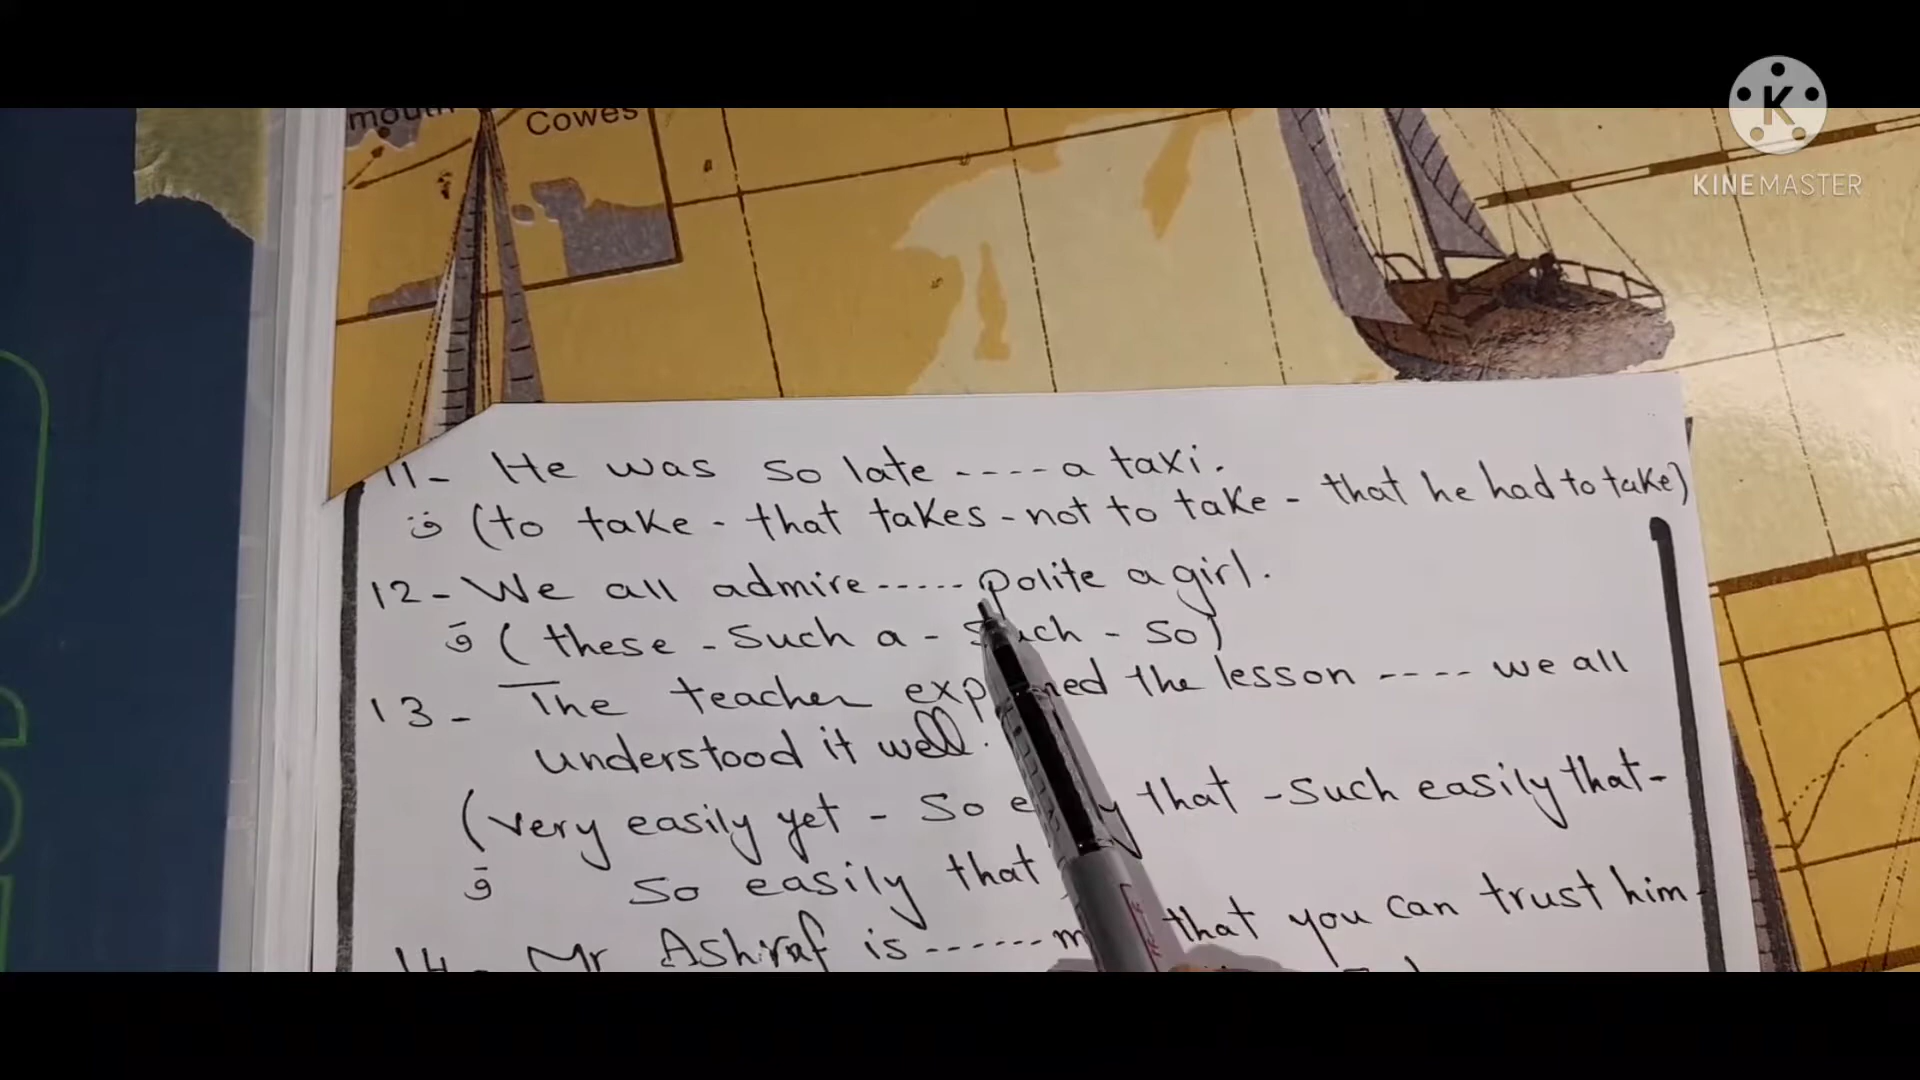 Cowes
KINEMASTER
11- He was so late ---- a taxi.
(to take - that takes - not to take - that he had to take)
12- We all admire ----- polite a girl.
(these - Such a - Such - So)
13- The teacher explained the lesson ---- we all
understood it well.
(very easily yet - So that - Such easily that -
So easily that
14- Mr Ashraf is ------ that you can trust him.